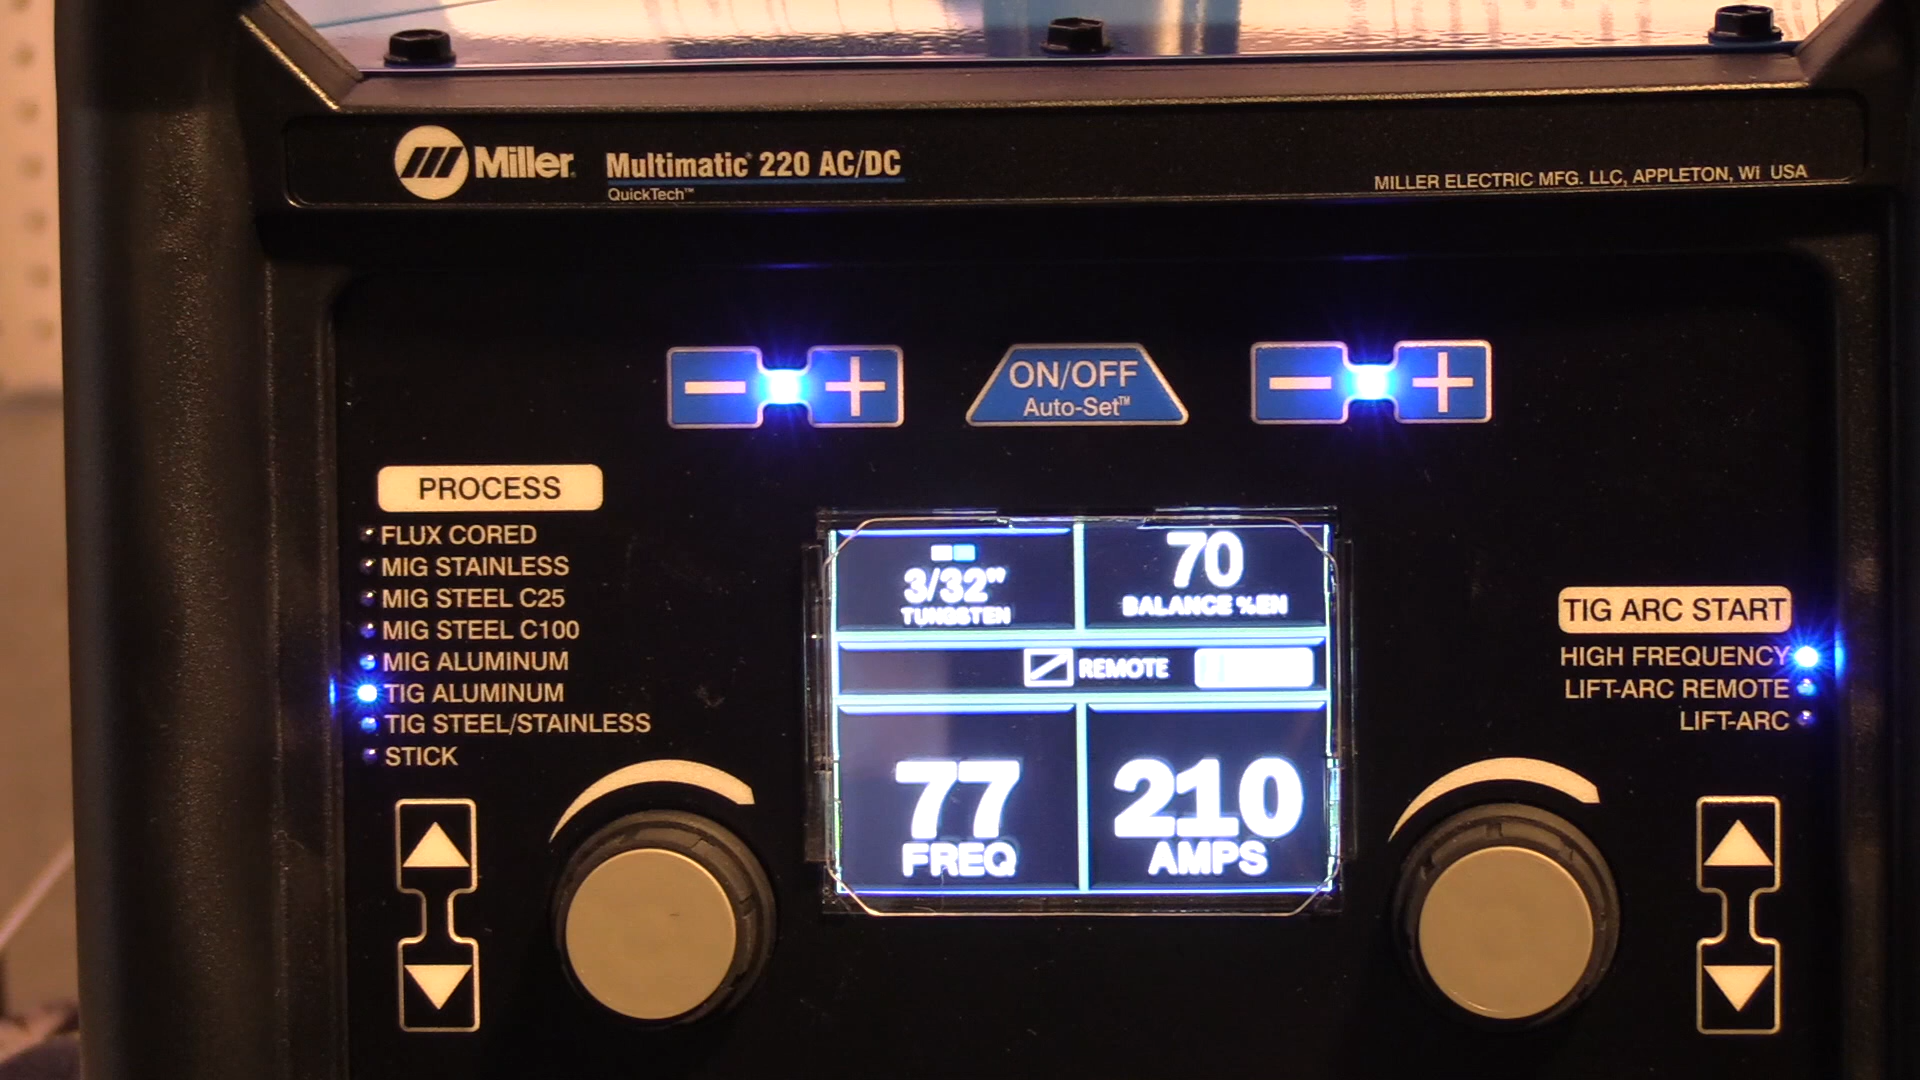 Miller® Multimatic® 220 AC/DC
QuickTech™
MILLER ELECTRIC MFG. LLC, APPLETON, WI USA
− +
ON/OFF
Auto-Set™
− +
PROCESS
FLUX CORED
MIG STAINLESS
MIG STEEL C25
MIG STEEL C100
MIG ALUMINUM
TIG ALUMINUM
TIG STEEL/STAINLESS
STICK
3/32"
TUNGSTEN
70
BALANCE %EN
REMOTE
77
FREQ
210
AMPS
TIG ARC START
HIGH FREQUENCY
LIFT-ARC REMOTE
LIFT-ARC